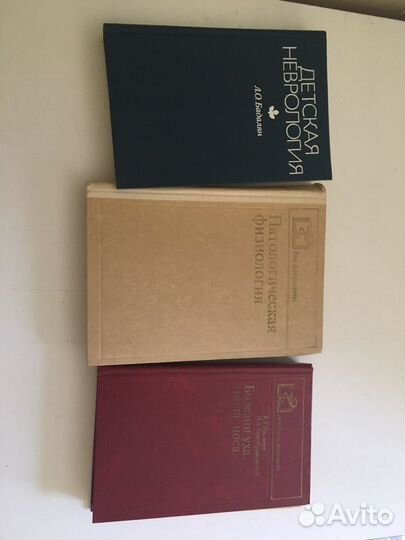 ДЕТСКАЯ
НЕВРОЛОГИЯ
Л.О. Бадалян
Патологическая
физиология
Болезни уха,
горла, носа
Avito